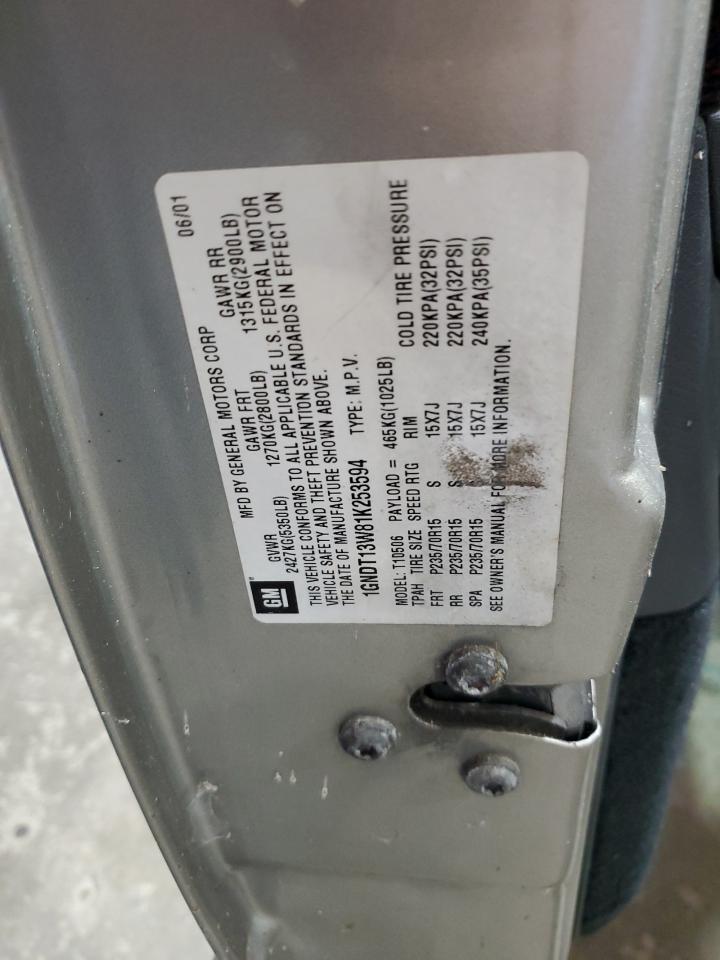 MFD BY GENERAL MOTORS CORP 06/01
GVWR GAWR FRT GAWR RR
2427KG(5350LB) 1270KG(2800LB) 1315KG(2900LB)
GM
THIS VEHICLE CONFORMS TO ALL APPLICABLE U.S. FEDERAL MOTOR
VEHICLE SAFETY AND THEFT PREVENTION STANDARDS IN EFFECT ON
THE DATE OF MANUFACTURE SHOWN ABOVE.
1GNDT13W81K253594 TYPE: M.P.V.
MODEL: T10506 PAYLOAD = 465KG(1025LB)
TPAH TIRE SIZE SPEED RTG RIM COLD TIRE PRESSURE
FRT P235/70R15 S 15X7J 220KPA(32PSI)
RR P235/70R15 S 15X7J 220KPA(32PSI)
SPA P235/70R15 S 15X7J 240KPA(35PSI)
SEE OWNER'S MANUAL FOR MORE INFORMATION.